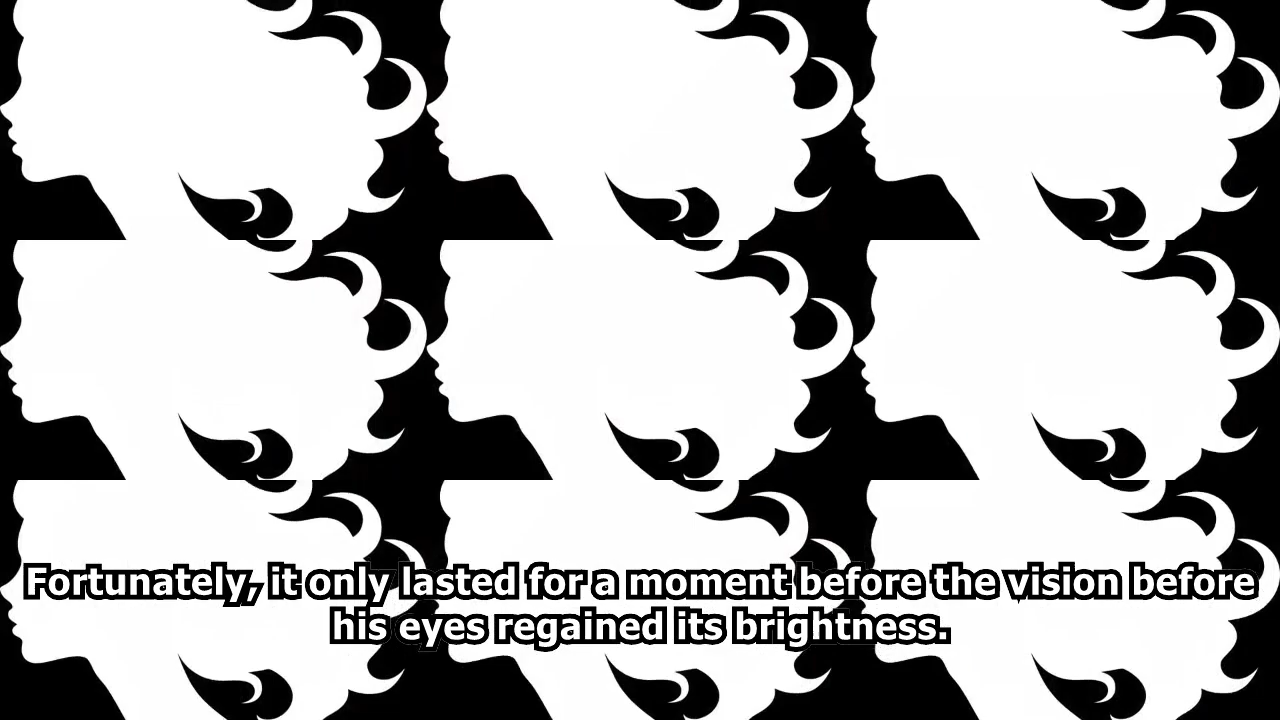 Fortunately, it only lasted for a moment before the vision before
his eyes regained its brightness.